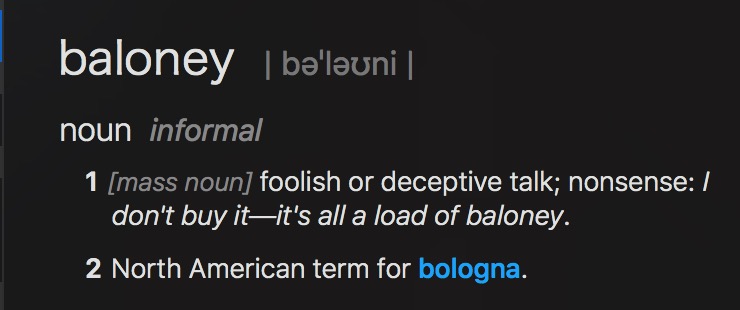 baloney | bəˈləʊni |
noun informal
1 [mass noun] foolish or deceptive talk; nonsense: I
don't buy it—it's all a load of baloney.
2 North American term for bologna.